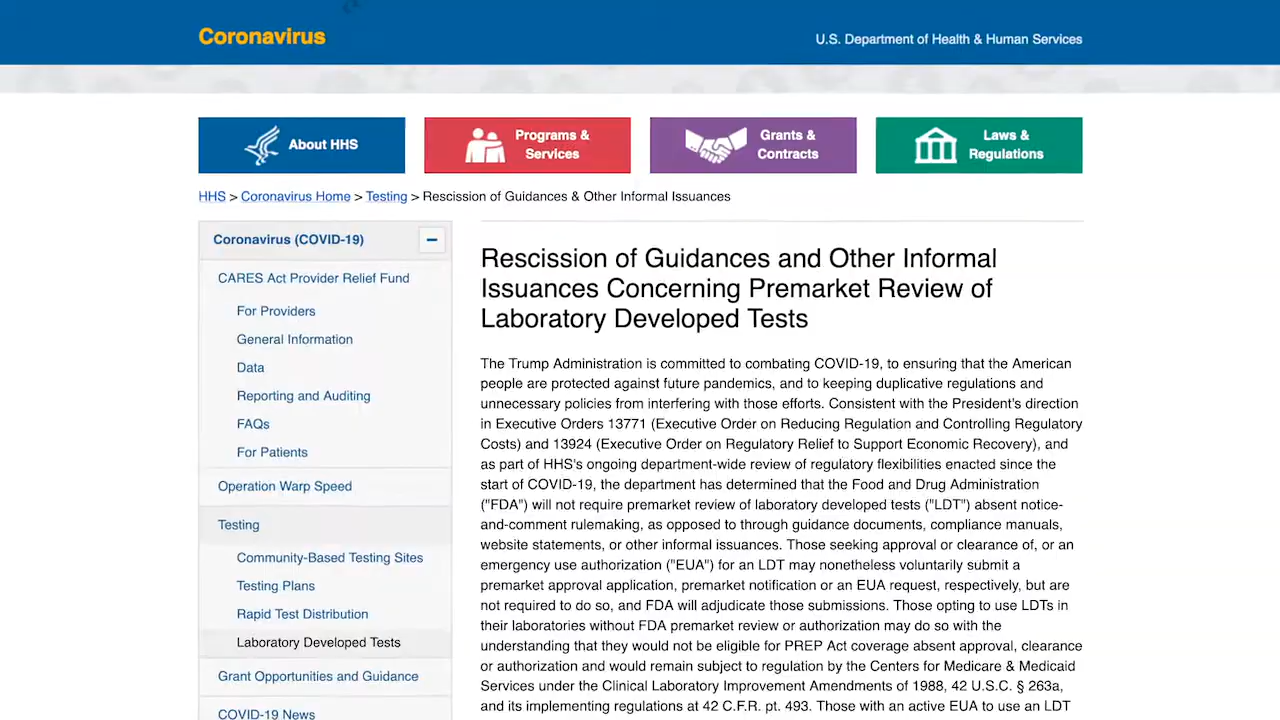 Coronavirus
U.S. Department of Health & Human Services
About HHS
Programs &
Services
Grants &
Contracts
Laws &
Regulations
HHS > Coronavirus Home > Testing > Rescission of Guidances & Other Informal Issuances
Coronavirus (COVID-19)
CARES Act Provider Relief Fund
For Providers
General Information
Data
Reporting and Auditing
FAQs
For Patients
Operation Warp Speed
Testing
Community-Based Testing Sites
Testing Plans
Rapid Test Distribution
Laboratory Developed Tests
Grant Opportunities and Guidance
COVID-19 News
Rescission of Guidances and Other Informal
Issuances Concerning Premarket Review of
Laboratory Developed Tests
The Trump Administration is committed to combating COVID-19, to ensuring that the American
people are protected against future pandemics, and to keeping duplicative regulations and
unnecessary policies from interfering with those efforts. Consistent with the President's direction
in Executive Orders 13771 (Executive Order on Reducing Regulation and Controlling Regulatory
Costs) and 13924 (Executive Order on Regulatory Relief to Support Economic Recovery), and
as part of HHS's ongoing department-wide review of regulatory flexibilities enacted since the
start of COVID-19, the department has determined that the Food and Drug Administration
("FDA") will not require premarket review of laboratory developed tests ("LDT") absent notice-
and-comment rulemaking, as opposed to through guidance documents, compliance manuals,
website statements, or other informal issuances. Those seeking approval or clearance of, or an
emergency use authorization ("EUA") for an LDT may nonetheless voluntarily submit a
premarket approval application, premarket notification or an EUA request, respectively, but are
not required to do so, and FDA will adjudicate those submissions. Those opting to use LDTs in
their laboratories without FDA premarket review or authorization may do so with the
understanding that they would not be eligible for PREP Act coverage absent approval, clearance
or authorization and would remain subject to regulation by the Centers for Medicare & Medicaid
Services under the Clinical Laboratory Improvement Amendments of 1988, 42 U.S.C. § 263a,
and its implementing regulations at 42 C.F.R. pt. 493. Those with an active EUA to use an LDT